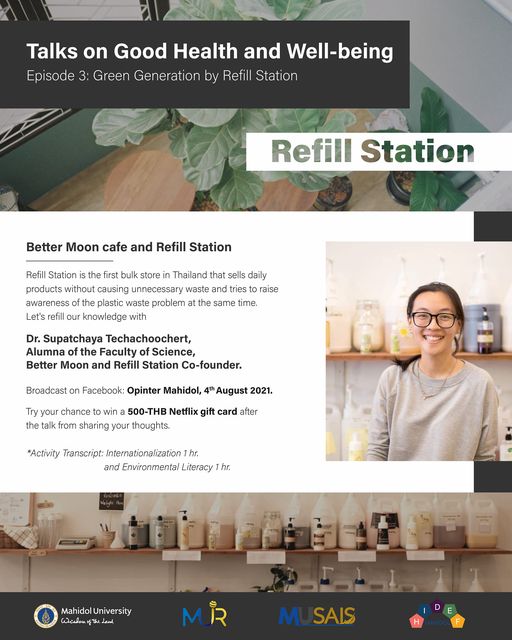 Talks on Good Health and Well-being
Episode 3: Green Generation by Refill Station
Refill Station
Better Moon cafe and Refill Station
Refill Station is the first bulk store in Thailand that sells daily
products without causing unnecessary waste and tries to raise
awareness of the plastic waste problem at the same time.
Let's refill our knowledge with
Dr. Supatchaya Techachoochert,
Alumna of the Faculty of Science,
Better Moon and Refill Station Co-founder.
Broadcast on Facebook: Opinter Mahidol, 4th August 2021.
Try your chance to win a 500-THB Netflix gift card after
the talk from sharing your thoughts.
*Activity Transcript: Internationalization 1 hr.
and Environmental Literacy 1 hr.
Mahidol University
Wisdom of the Land
MUIR
MUSAIS
HIDEF